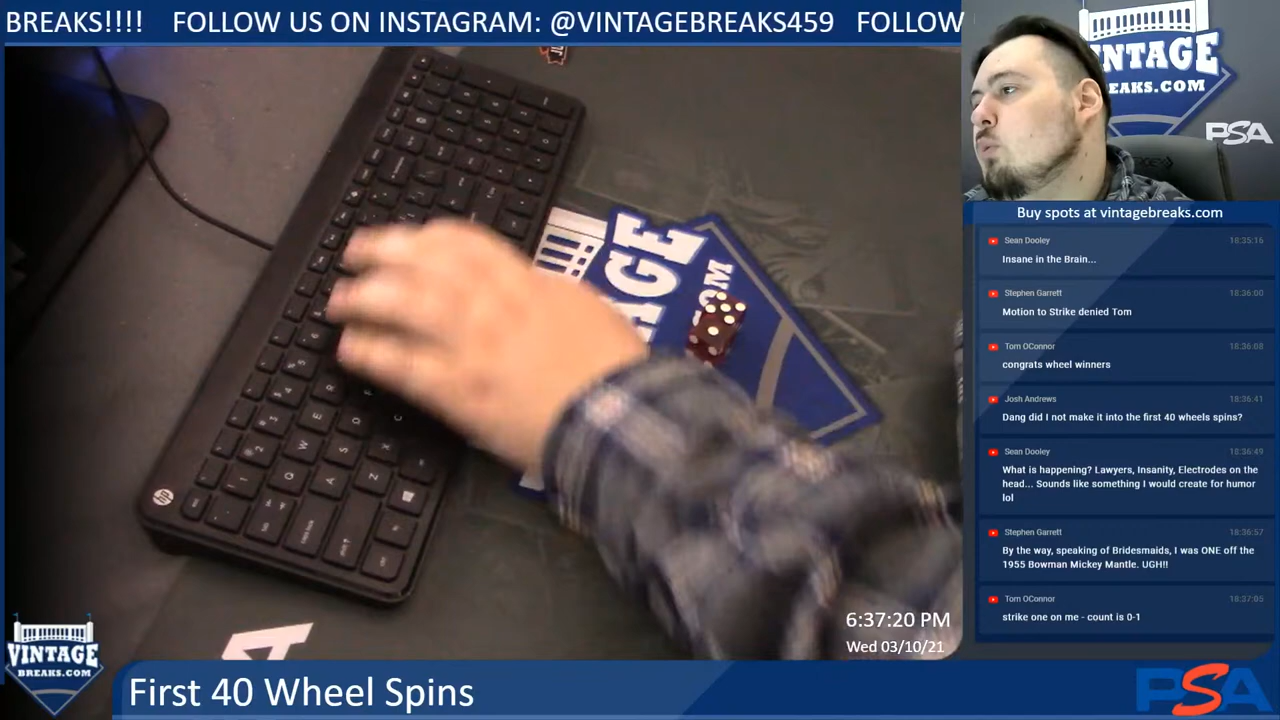 BREAKS!!!! FOLLOW US ON INSTAGRAM: @VINTAGEBREAKS459 FOLLOW
VINTAGE
EAKS.COM
PSA
Buy spots at vintagebreaks.com
Sean Dooley 18:35:16
Insane in the Brain...
Stephen Garrett 18:36:00
Motion to Strike denied Tom
Tom OConnor 18:36:08
congrats wheel winners
Josh Andrews 18:36:41
Dang did I not make it into the first 40 wheels spins?
Sean Dooley 18:36:49
What is happening? Lawyers, Insanity, Electrodes on the
head... Sounds like something I would create for humor
lol
Stephen Garrett 18:36:57
By the way, speaking of Bridesmaids, I was ONE off the
1955 Bowman Mickey Mantle. UGH!!
Tom OConnor 18:37:05
strike one on me - count is 0-1
AGE
OM
hp
Q W E R
A S
Z X C
6:37:20 PM
Wed 03/10/21
VINTAGE
BREAKS.COM
First 40 Wheel Spins
PSA